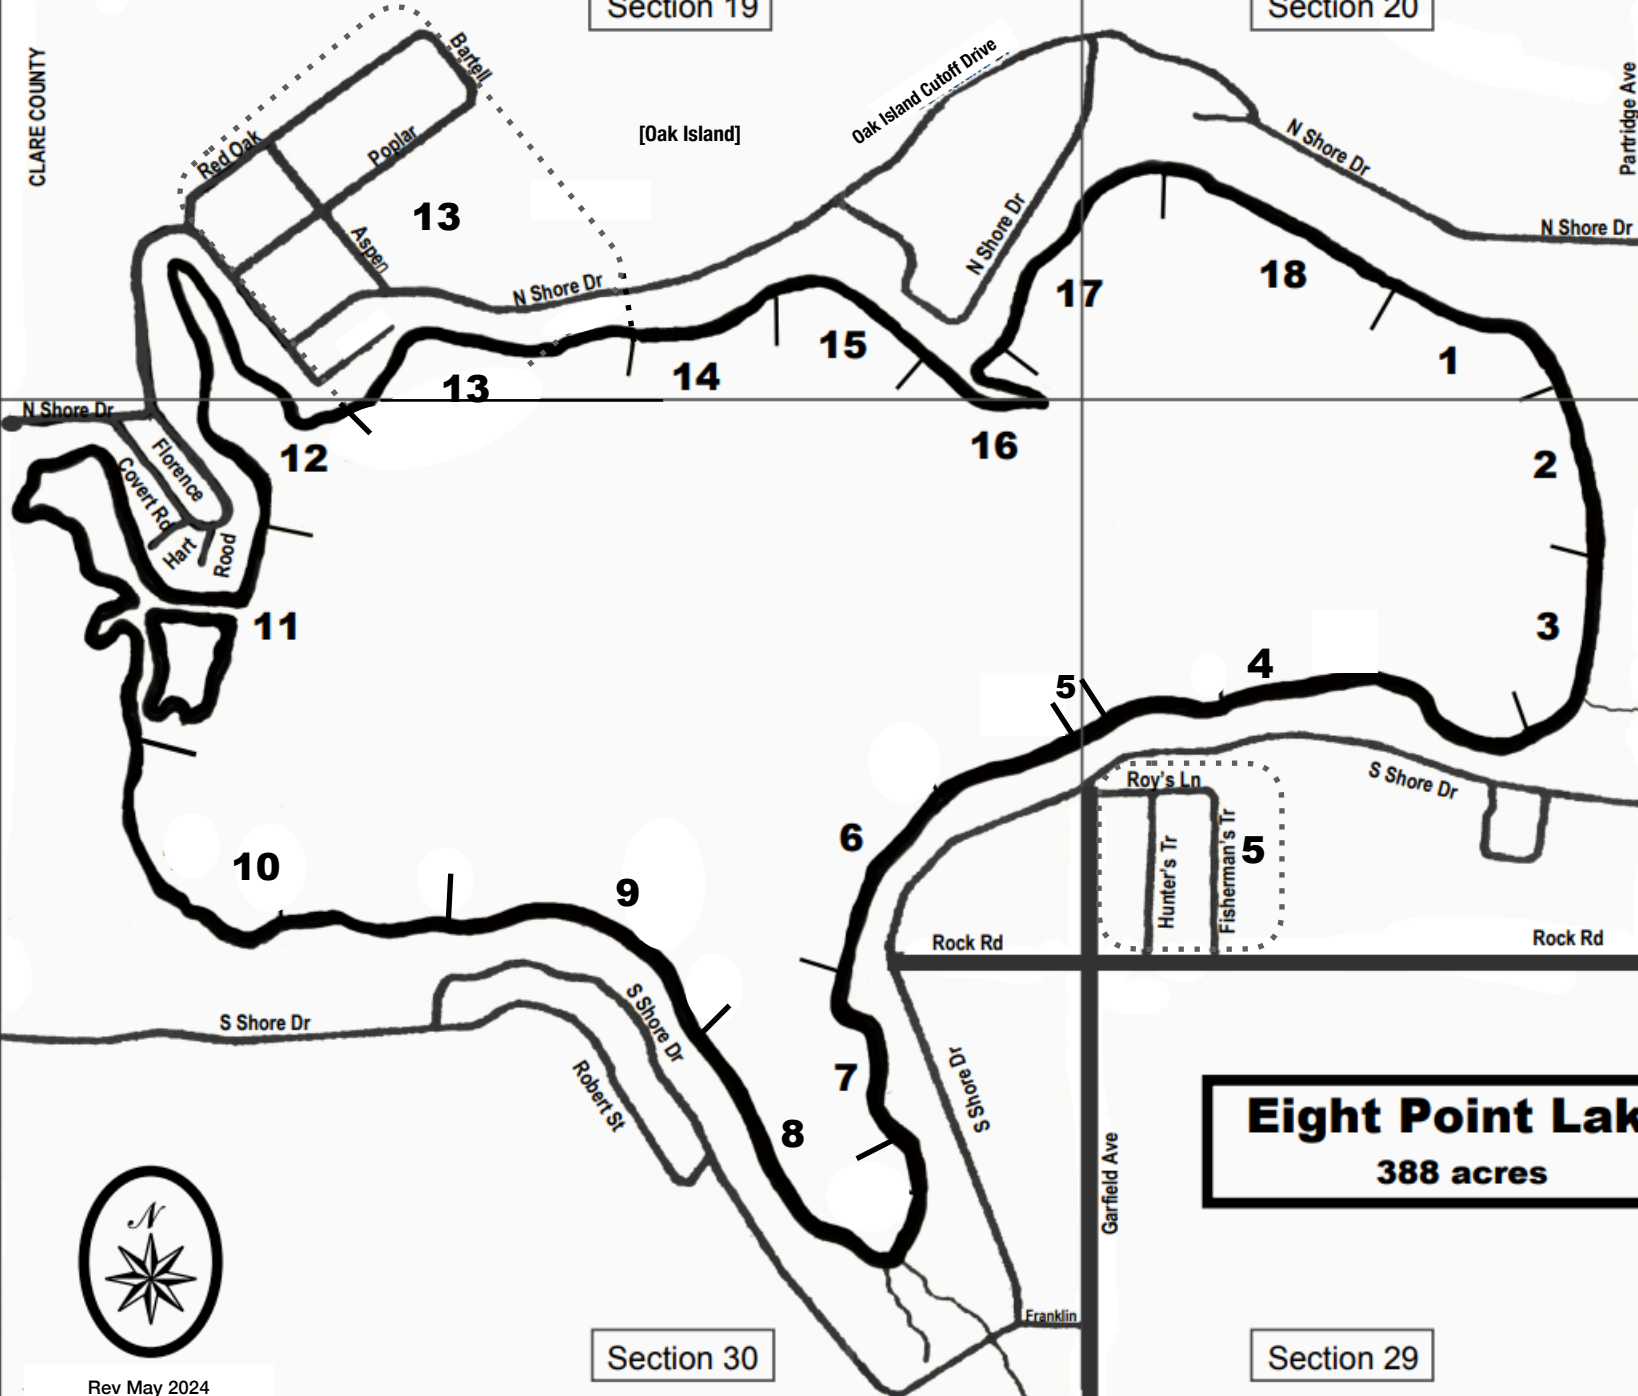 Section 19
Section 20
CLARE COUNTY
Bartell
Oak Island Cutoff Drive
Partridge Ave
[Oak Island]
Red Oak
Poplar
N Shore Dr
13
Aspen
N Shore Dr
N Shore Dr
N Shore Dr
17
18
15
14
13
1
N Shore Dr
12
16
2
Florence
Covert Rd
Hart
Rood
11
3
4
5
S Shore Dr
Roy's Ln
6
Hunter's Tr
Fisherman's Tr
5
10
9
Rock Rd
Rock Rd
S Shore Dr
S Shore Dr
Robert St
7
S Shore Dr
8
Garfield Ave
Eight Point Lak
388 acres
N
Franklin
Section 30
Section 29
Rev May 2024